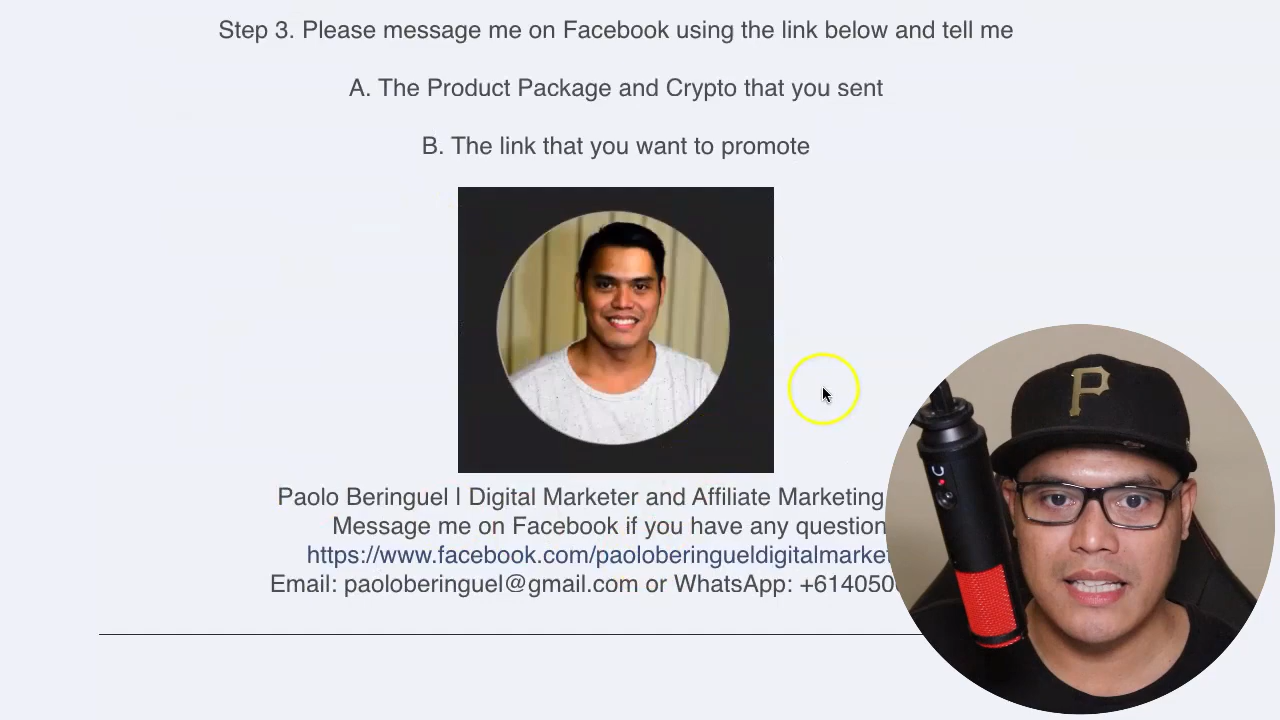 Step 3. Please message me on Facebook using the link below and tell me
A. The Product Package and Crypto that you sent
B. The link that you want to promote
Paolo Beringuel | Digital Marketer and Affiliate Marketing
Message me on Facebook if you have any question
https://www.facebook.com/paoloberingueldigitalmarket
Email: paoloberinguel@gmail.com or WhatsApp: +614050
P